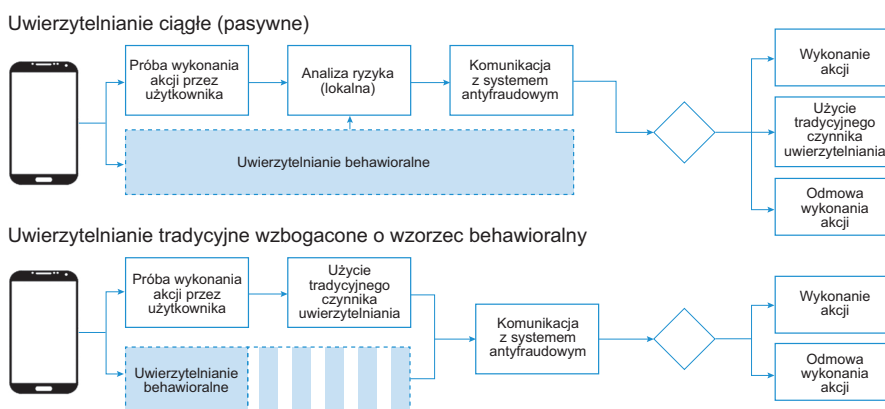 Uwierzytelnianie ciągłe (pasywne)
Próba wykonania
akcji przez
użytkownika
Analiza ryzyka
(lokalna)
Komunikacja
z systemem
antyfraudowym
Uwierzytelnianie behawioralne
Wykonanie
akcji
Użycie
tradycyjnego
czynnika
uwierzytelniania
Odmowa
wykonania
akcji
Uwierzytelnianie tradycyjne wzbogacone o wzorzec behawioralny
Próba wykonania
akcji przez
użytkownika
Użycie
tradycyjnego
czynnika
uwierzytelniania
Uwierzytelnianie
behawioralne
Komunikacja
z systemem
antyfraudowym
Wykonanie
akcji
Odmowa
wykonania
akcji